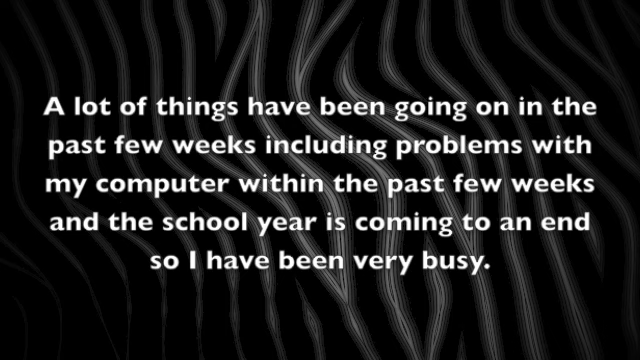 A lot of things have been going on in the
past few weeks including problems with
my computer within the past few weeks
and the school year is coming to an end
so I have been very busy.